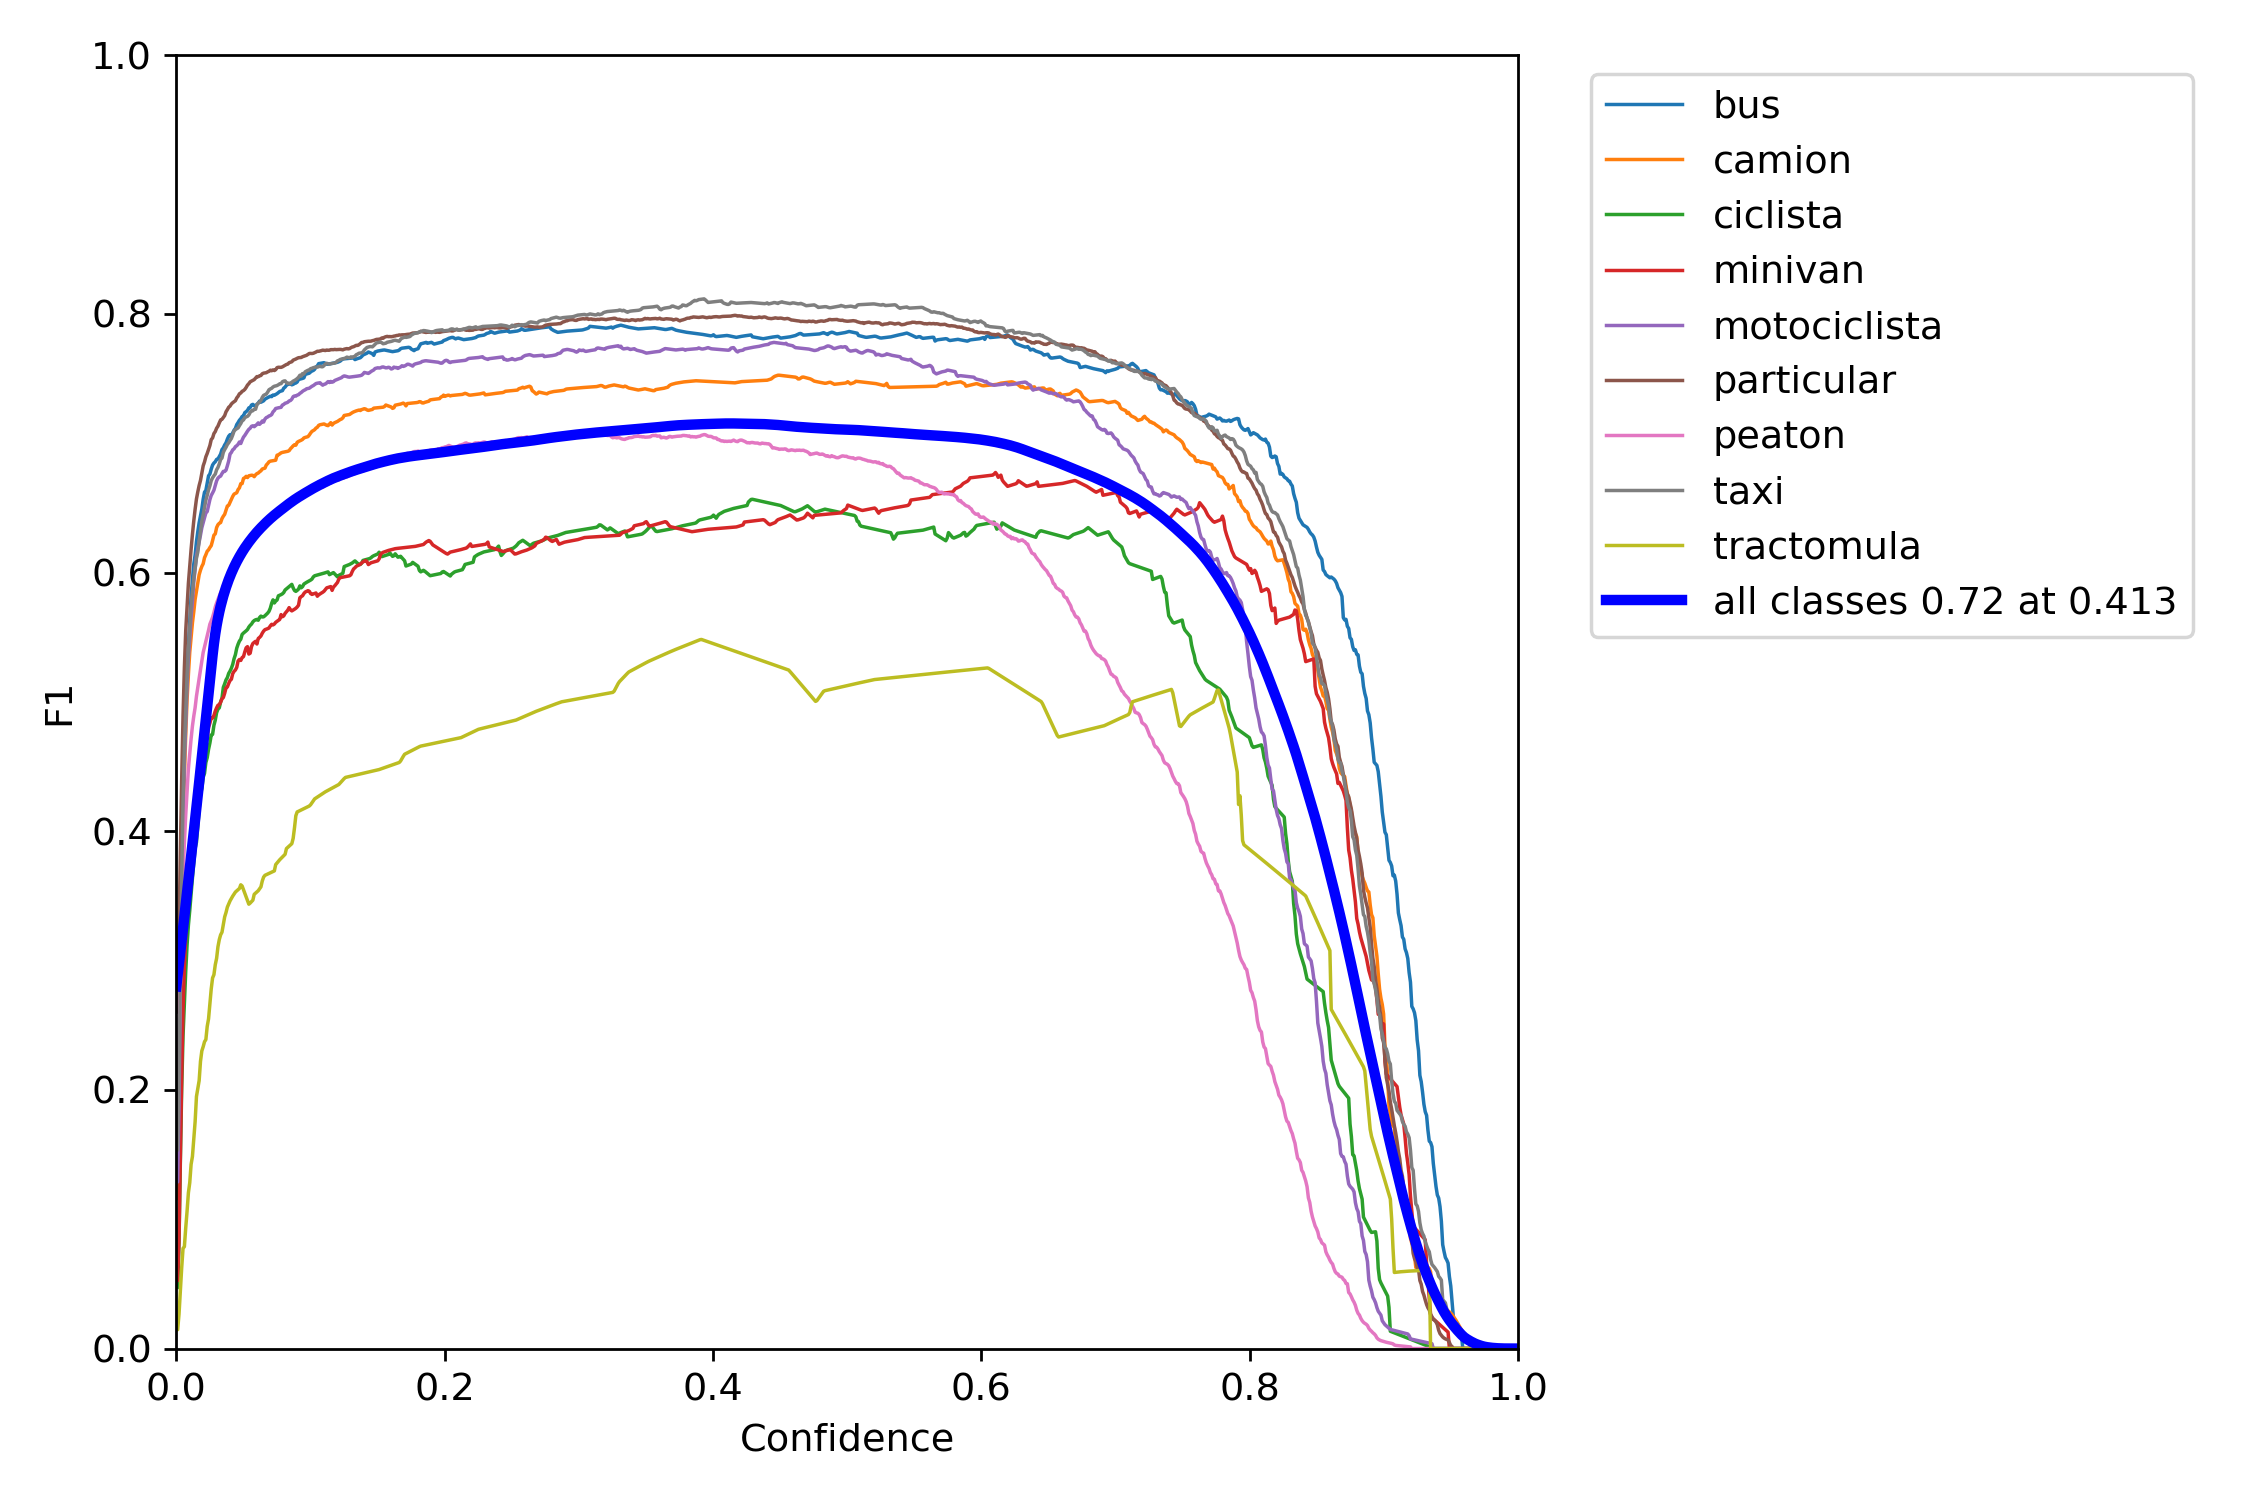 1.0
0.8
0.6
0.4
0.2
0.0
F1
0.0 0.2 0.4 0.6 0.8 1.0
Confidence
bus
camion
ciclista
minivan
motociclista
particular
peaton
taxi
tractomula
all classes 0.72 at 0.413